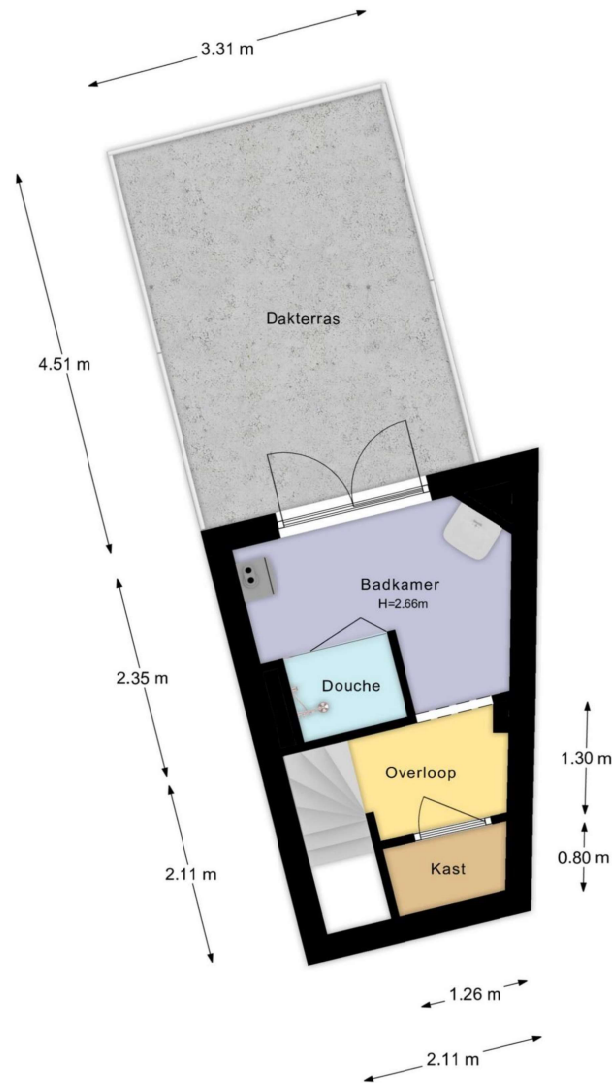 3.31 m
4.51 m
Dakterras
Badkamer
H=2.66m
2.35 m
Douche
Overloop
1.30 m
2.11 m
Kast
0.80 m
1.26 m
2.11 m